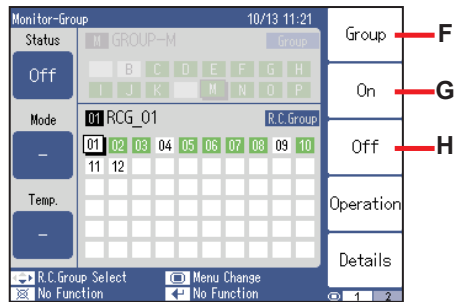 Monitor-Group 10/13 11:21
Status
Off
Mode
–
Temp.
–
M GROUP-M Group
B C D E F G H
I J K M N O P
01 RCG_01 R.C.Group
01 02 03 04 05 06 07 08 09 10
11 12
R.C.Group Select Menu Change
No Function No Function
Group F
On G
Off H
Operation
Details
1 2